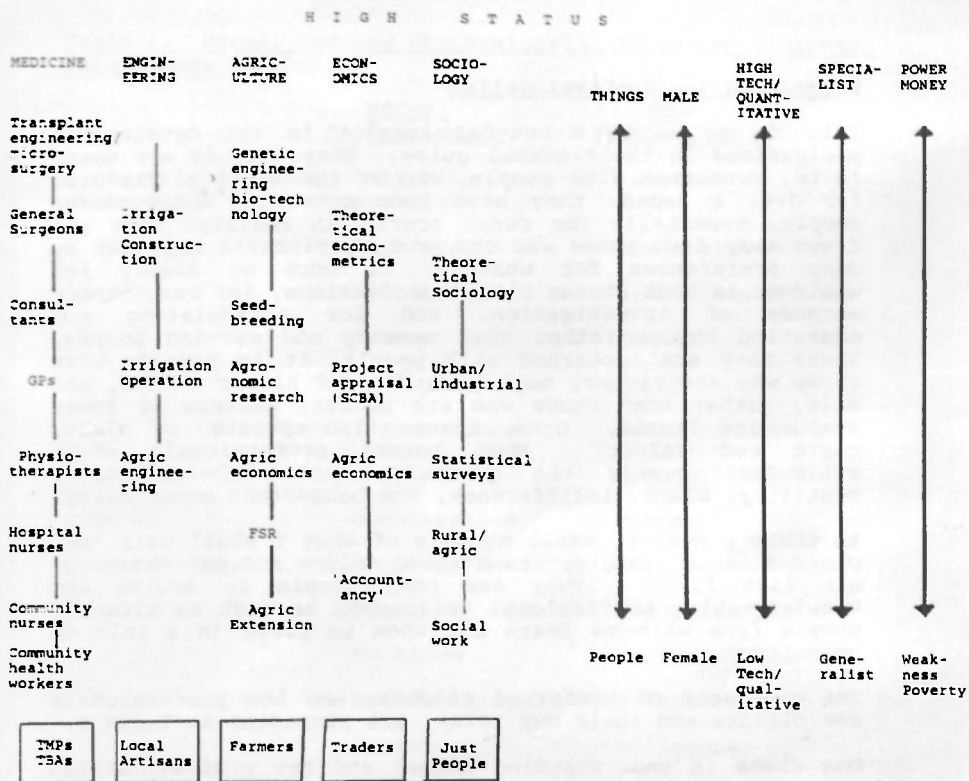 HIGH STATUS
MEDICINE
Transplant
engineering
micro-
surgery
General
Surgeons
Consul-
tants
GPs
Physio-
therapists
Hospital
nurses
Community
nurses
Community
health
workers
TMPs
TBAs
ENGIN-
EERING
Irriga-
tion
Construc-
tion
Irrigation
operation
Agric
enginee-
ring
Local
Artisans
AGRIC-
ULTURE
Genetic
enginee-
ring
bio-tech
nology
Seed-
breeding
Agro-
nomic
research
Agric
economics
FSR
Agric
Extension
Farmers
ECON-
OMICS
Theore-
tical
econo-
metrics
Project
appraisal
[SCBA]
Agric
economics
'Account-
ancy'
Traders
SOCIO-
LOGY
Theore-
tical
Sociology
Urban/
industrial
Statistical
surveys
Rural/
agric
Social
work
Just
People
THINGS
People
MALE
Female
HIGH
TECH/
QUANT-
ITATIVE
Low
Tech/
Qual-
itative
SPECIA-
LIST
Gene-
ralist
POWER
MONEY
Weak-
ness
Poverty